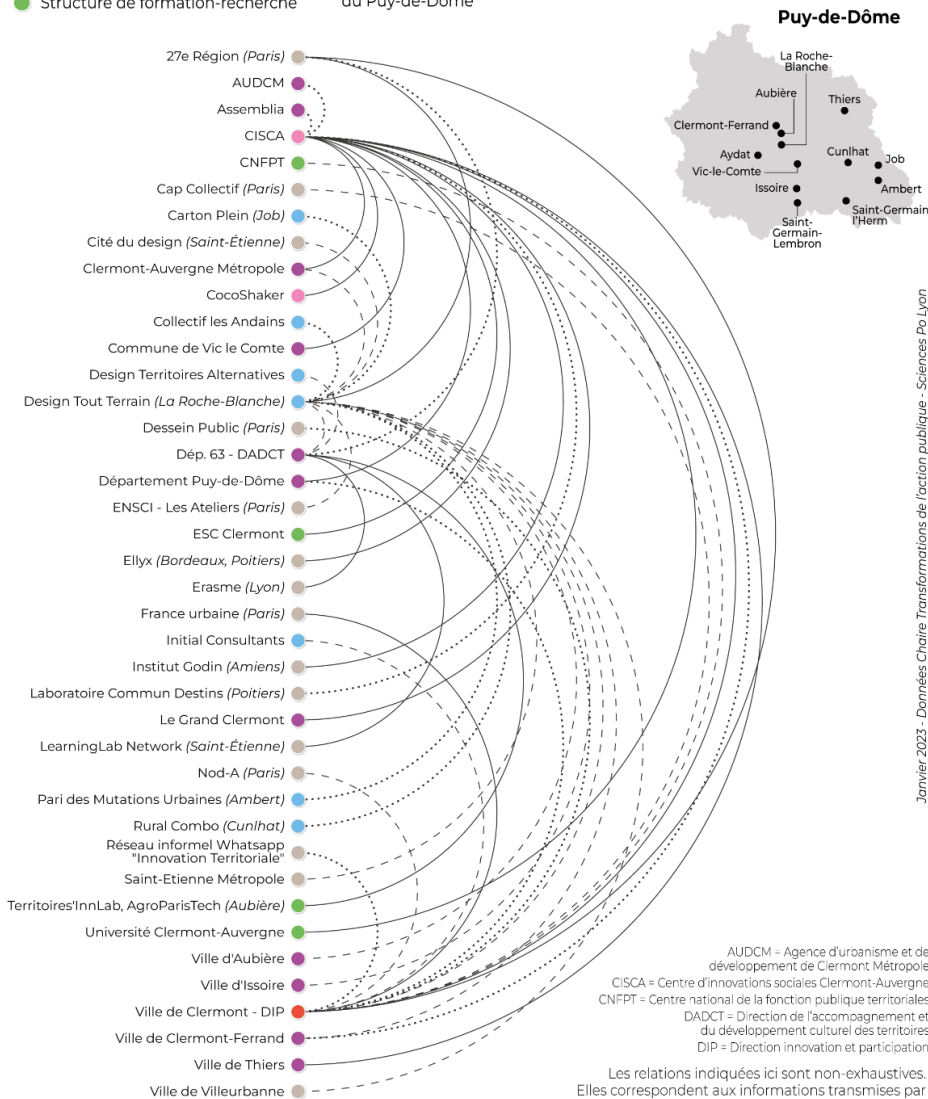 Structure de formation-recherche
du Puy-de-Dôme
Puy-de-Dôme
La Roche-
Blanche
Aubière
Thiers
Clermont-Ferrand
Cunlhat
Aydat
Job
Vic-le-Comte
Issoire
Ambert
Saint-Germain
l'Herm
Saint-
Germain-
Lembron
27e Région (Paris)
AUDCM
Assemblia
CISCA
CNFPT
Cap Collectif (Paris)
Carton Plein (Job)
Cité du design (Saint-Étienne)
Clermont-Auvergne Métropole
CocoShaker
Collectif les Andains
Commune de Vic le Comte
Design Territoires Alternatives
Design Tout Terrain (La Roche-Blanche)
Dessein Public (Paris)
Dép. 63 - DADCT
Département Puy-de-Dôme
ENSCI - Les Ateliers (Paris)
ESC Clermont
Ellyx (Bordeaux, Poitiers)
Erasme (Lyon)
France urbaine (Paris)
Initial Consultants
Institut Godin (Amiens)
Laboratoire Commun Destins (Poitiers)
Le Grand Clermont
LearningLab Network (Saint-Étienne)
Nod-A (Paris)
Pari des Mutations Urbaines (Ambert)
Rural Combo (Cunlhat)
Réseau informel Whatsapp
"Innovation Territoriale"
Saint-Etienne Métropole
Territoires'InnLab, AgroParisTech (Aubière)
Université Clermont-Auvergne
Ville d'Aubière
Ville d'Issoire
Ville de Clermont - DIP
Ville de Clermont-Ferrand
Ville de Thiers
Ville de Villeurbanne
Janvier 2023 - Données Chaire Transformations de l'action publique - Sciences Po Lyon
AUDCM = Agence d'urbanisme et de
développement de Clermont Métropole
CISCA = Centre d'innovations sociales Clermont-Auvergne
CNFPT = Centre national de la fonction publique territoriales
DADCT = Direction de l'accompagnement et
du développement culturel des territoires
DIP = Direction innovation et participation
Les relations indiquées ici sont non-exhaustives.
Elles correspondent aux informations transmises par